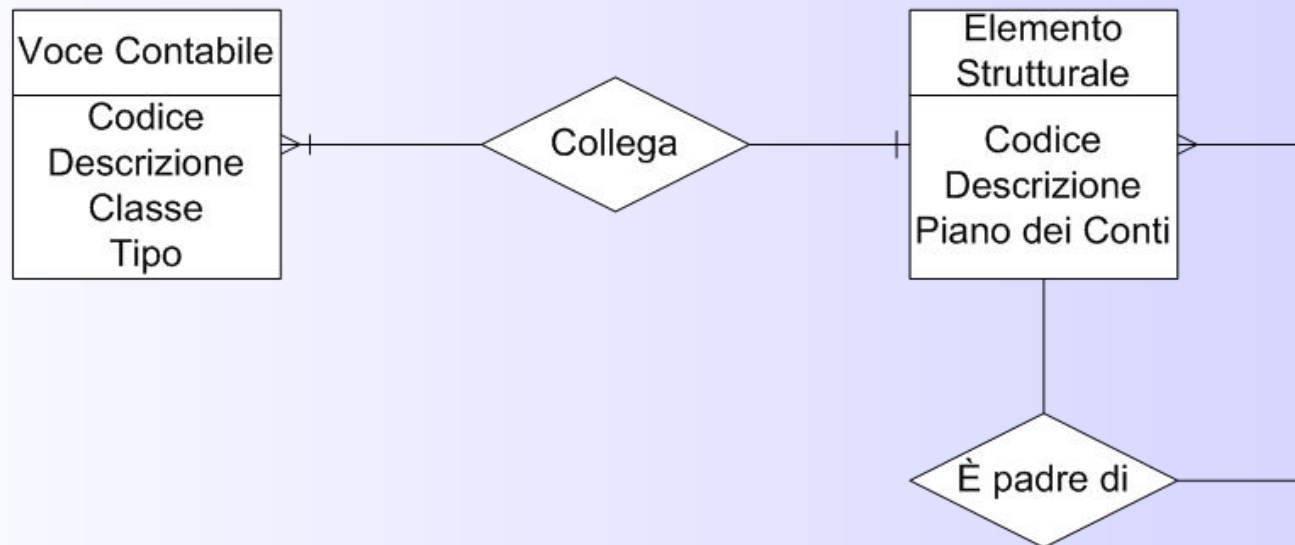 Voce Contabile
Codice
Descrizione
Classe
Tipo
Collega
Elemento
Strutturale
Codice
Descrizione
Piano dei Conti
È padre di